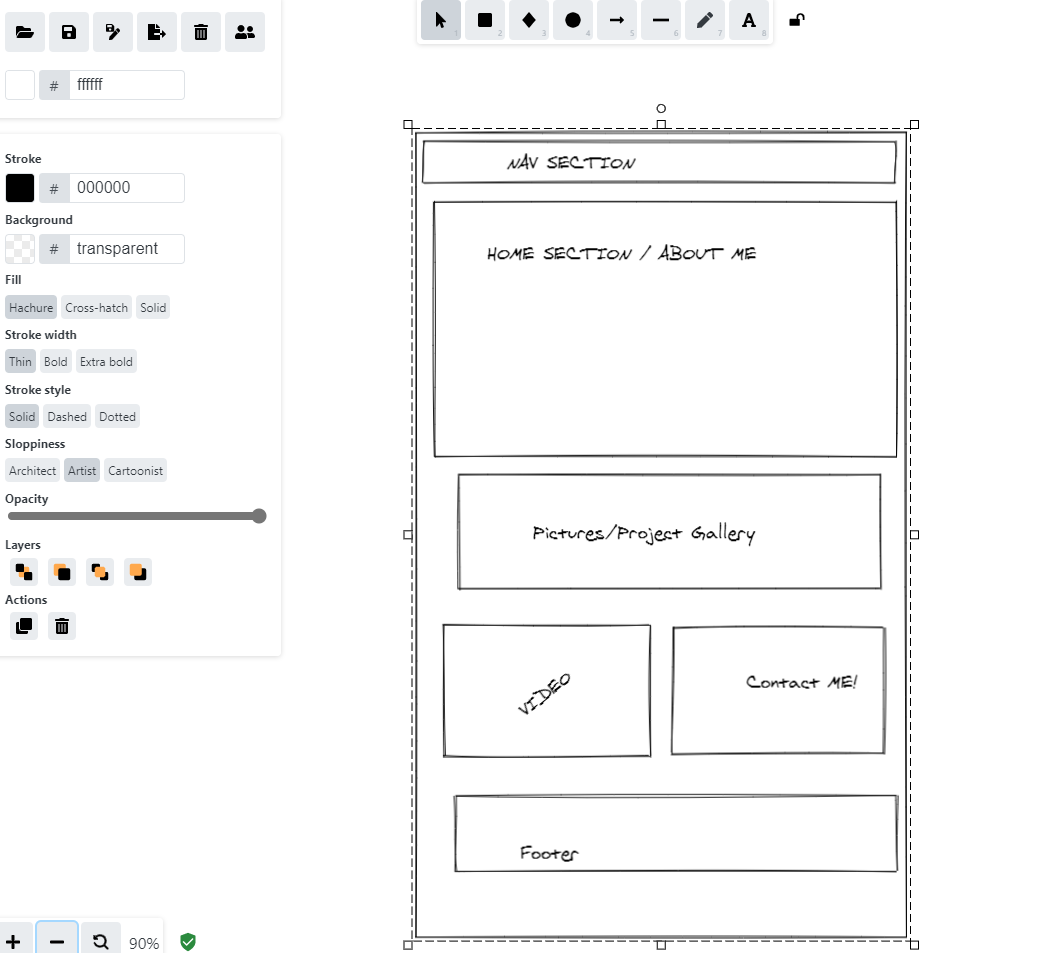 1
2
3
4
5
6
7
A
8
# ffffff
Stroke
# 000000
Background
# transparent
Fill
Hachure Cross-hatch Solid
Stroke width
Thin Bold Extra bold
Stroke style
Solid Dashed Dotted
Sloppiness
Architect Artist Cartoonist
Opacity
Layers
Actions
90%
NAV SECTION
HOME SECTION / ABOUT ME
Pictures/Project Gallery
VIDEO
Contact ME!
Footer